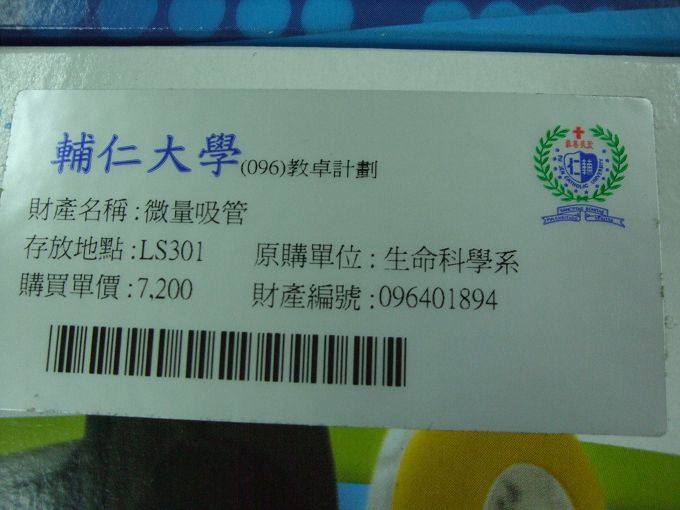 輔仁大學(096)教卓計劃
財產名稱:微量吸管
存放地點:LS301 原購單位:生命科學系
購買單價:7,200 財產編號:096401894